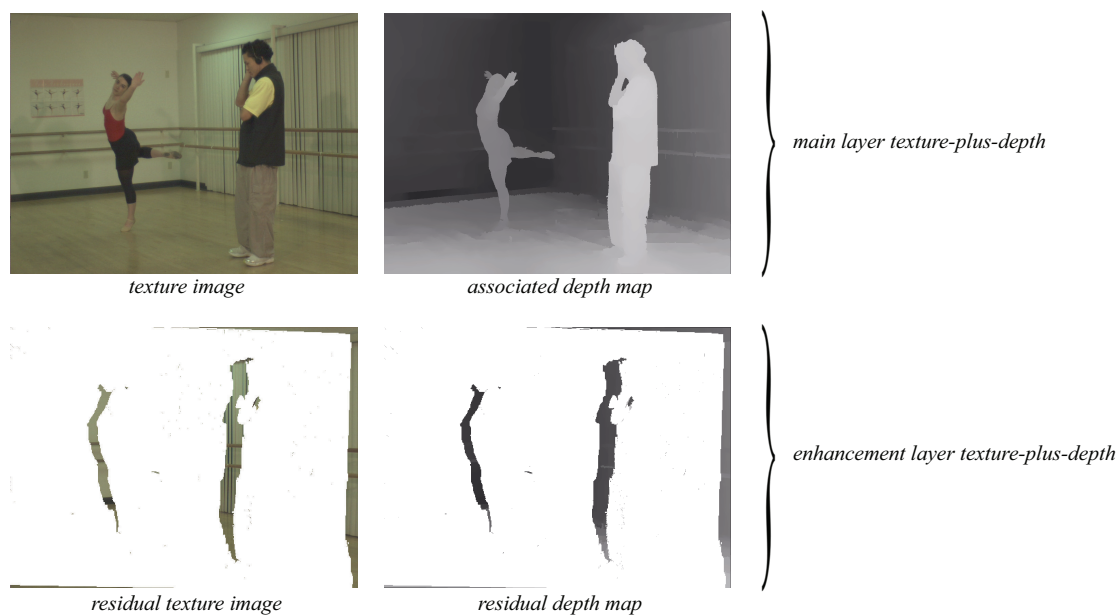 main layer texture-plus-depth
texture image
associated depth map
enhancement layer texture-plus-depth
residual texture image
residual depth map